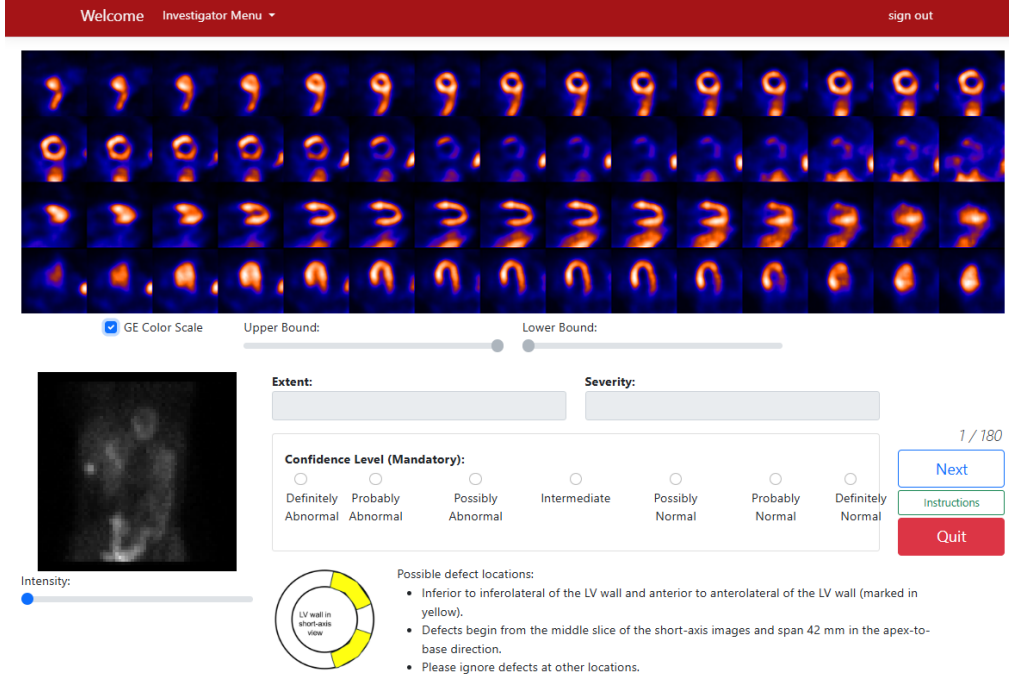 Welcome Investigator Menu sign out
GE Color Scale
Upper Bound:
Lower Bound:
Extent:
Severity:
1 / 180
Confidence Level (Mandatory):
Definitely Abnormal
Probably Abnormal
Possibly Abnormal
Intermediate
Possibly Normal
Probably Normal
Definitely Normal
Next
Instructions
Quit
Intensity:
LV wall in
short-axis
view
Possible defect locations:
• Inferior to inferolateral of the LV wall and anterior to anterolateral of the LV wall (marked in
yellow).
• Defects begin from the middle slice of the short-axis images and span 42 mm in the apex-to-
base direction.
• Please ignore defects at other locations.